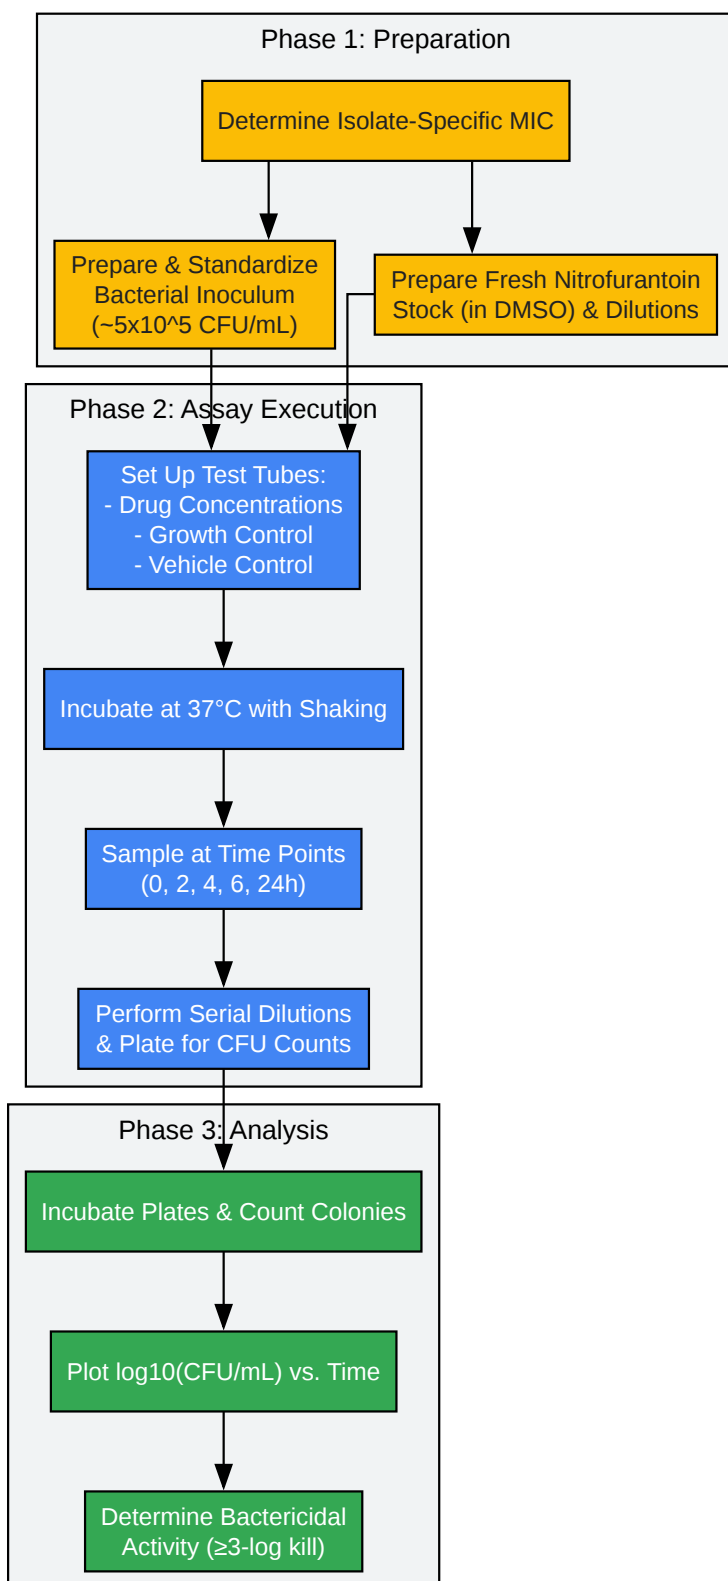 Phase 1: Preparation
Determine Isolate-Specific MIC
Prepare & Standardize
Bacterial Inoculum
(~5x10^5 CFU/mL)
Prepare Fresh Nitrofurantoin
Stock (in DMSO) & Dilutions
Phase 2: Assay Execution
Set Up Test Tubes:
- Drug Concentrations
- Growth Control
- Vehicle Control
Incubate at 37°C with Shaking
Sample at Time Points
(0, 2, 4, 6, 24h)
Perform Serial Dilutions
& Plate for CFU Counts
Phase 3: Analysis
Incubate Plates & Count Colonies
Plot log10(CFU/mL) vs. Time
Determine Bactericidal
Activity (≥3-log kill)